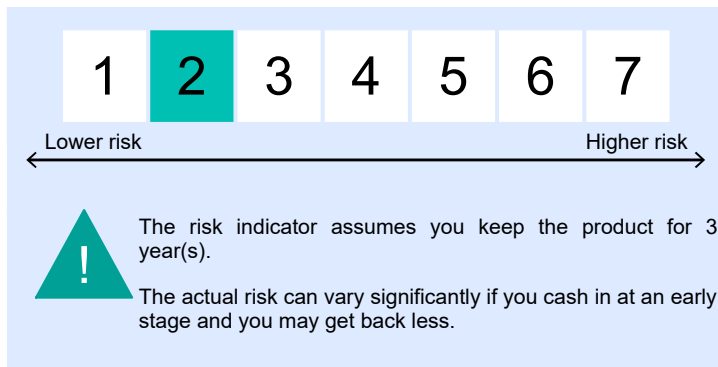 1 2 3 4 5 6 7
Lower risk Higher risk
The risk indicator assumes you keep the product for 3
year(s).
!
The actual risk can vary significantly if you cash in at an early
stage and you may get back less.